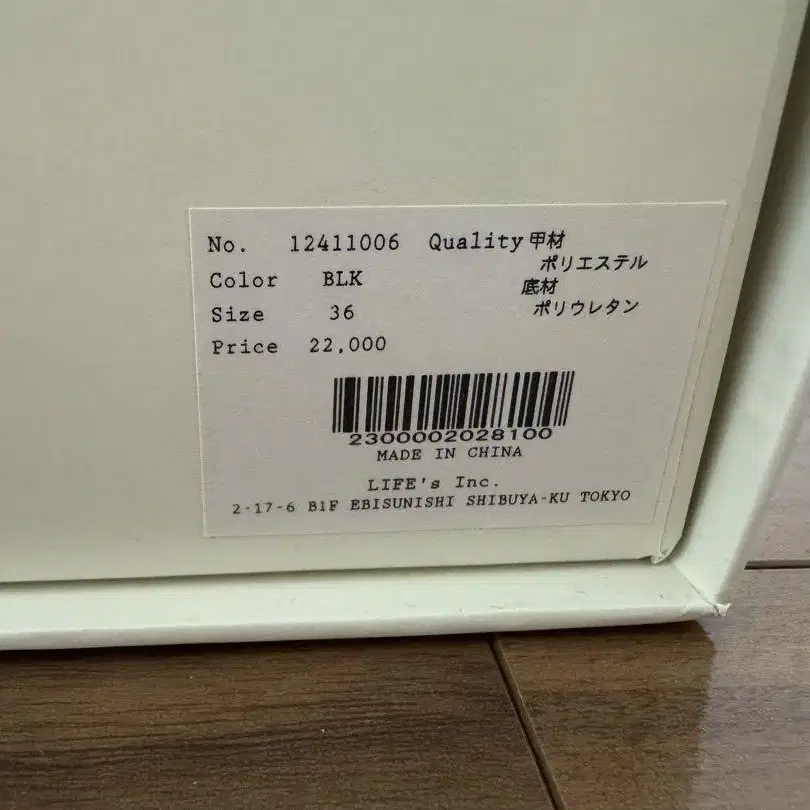 No. 12411006 Quality 甲材
ポリエステル
Color BLK
底材
Size 36
ポリウレタン
Price 22,000
2300002028100
MADE IN CHINA
LIFE's Inc.
2-17-6 B1F EBISUNISHI SHIBUYA-KU TOKYO